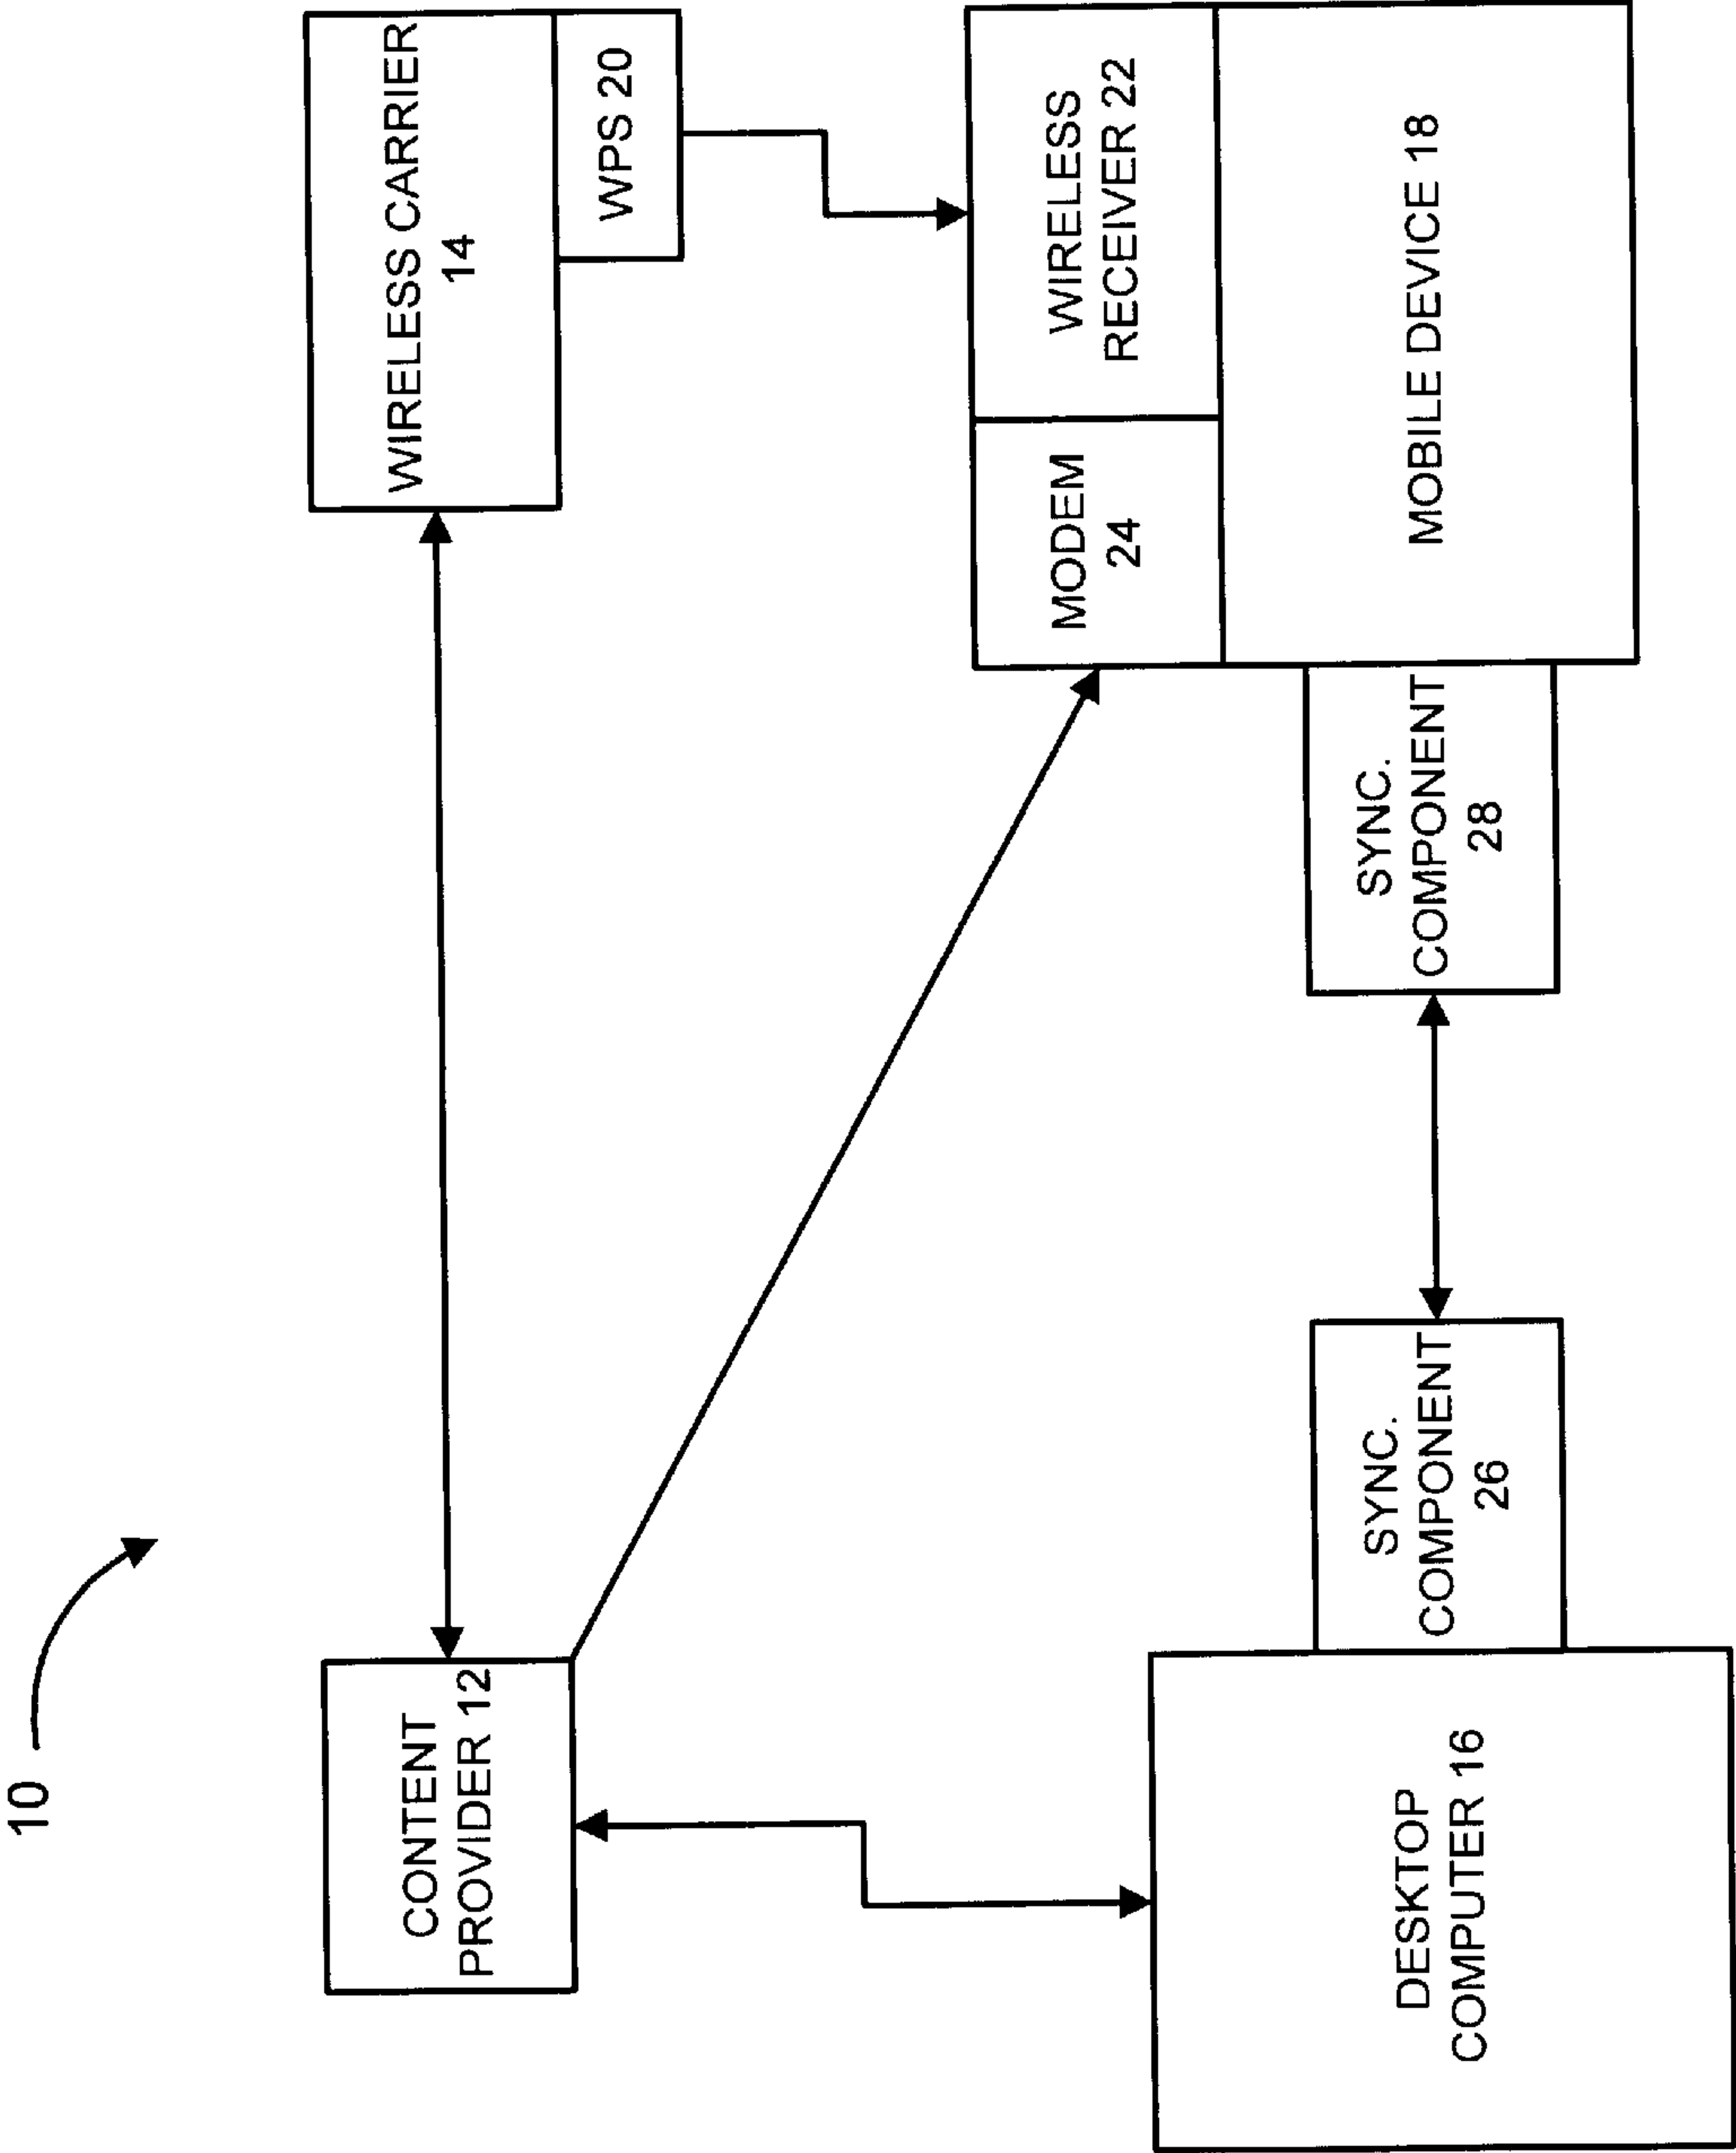 10
CONTENT
PROVIDER 12
WIRELESS CARRIER
14
WPS 20
MODEM
24
WIRELESS
RECEIVER 22
MOBILE DEVICE 18
SYNC.
COMPONENT
28
SYNC.
COMPONENT
26
DESKTOP
COMPUTER 16